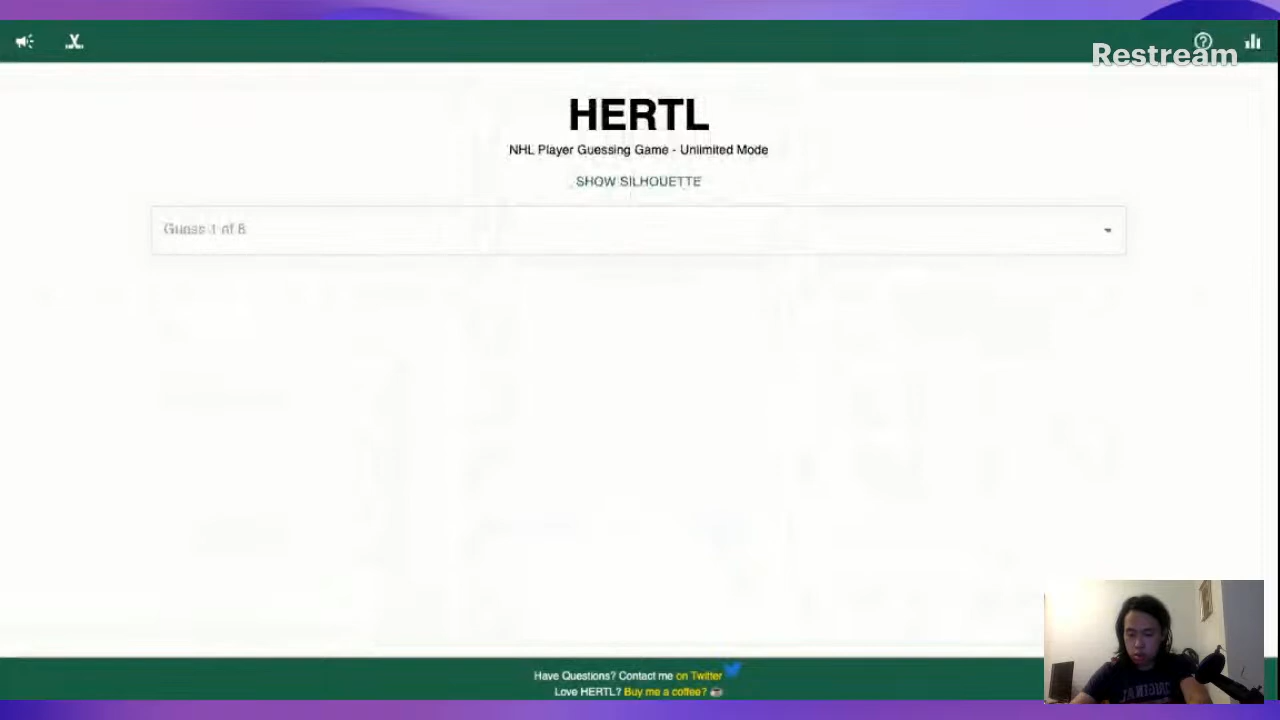 Restream
HERTL
NHL Player Guessing Game - Unlimited Mode
SHOW SILHOUETTE
Guess 1 of 8
Have Questions? Contact me on Twitter
Love HERTL? Buy me a coffee? ☕
ORIGINAL